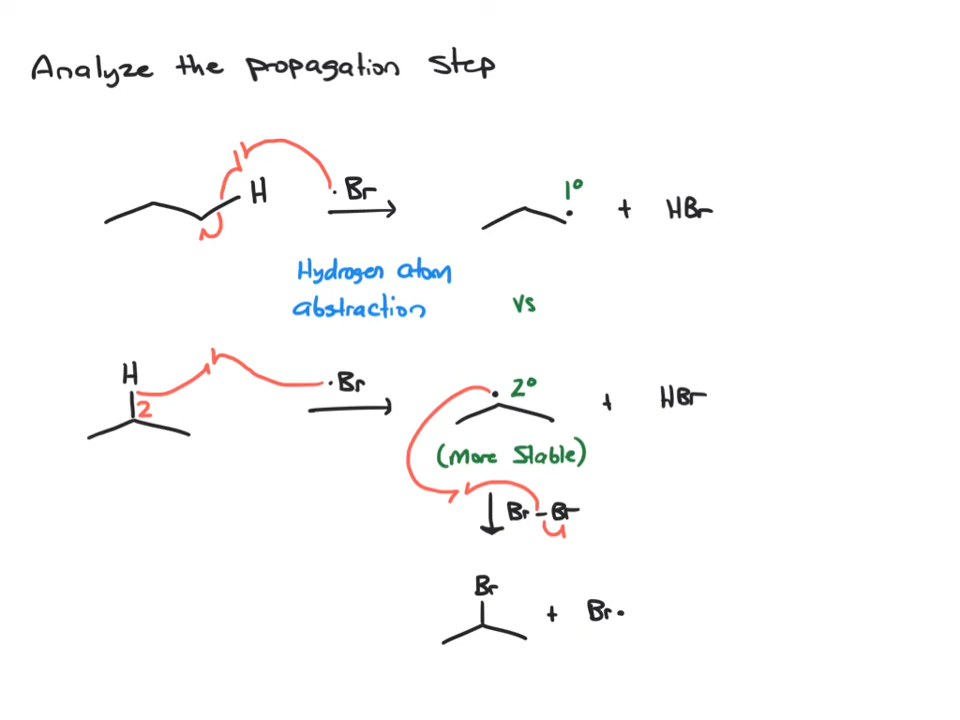 Analyze the propagation step
H
·Br
1°
+ HBr
Hydrogen atom
abstraction
vs
H
2
·Br
2°
+ HBr
(More Stable)
Br-Br
Br
+ Br·